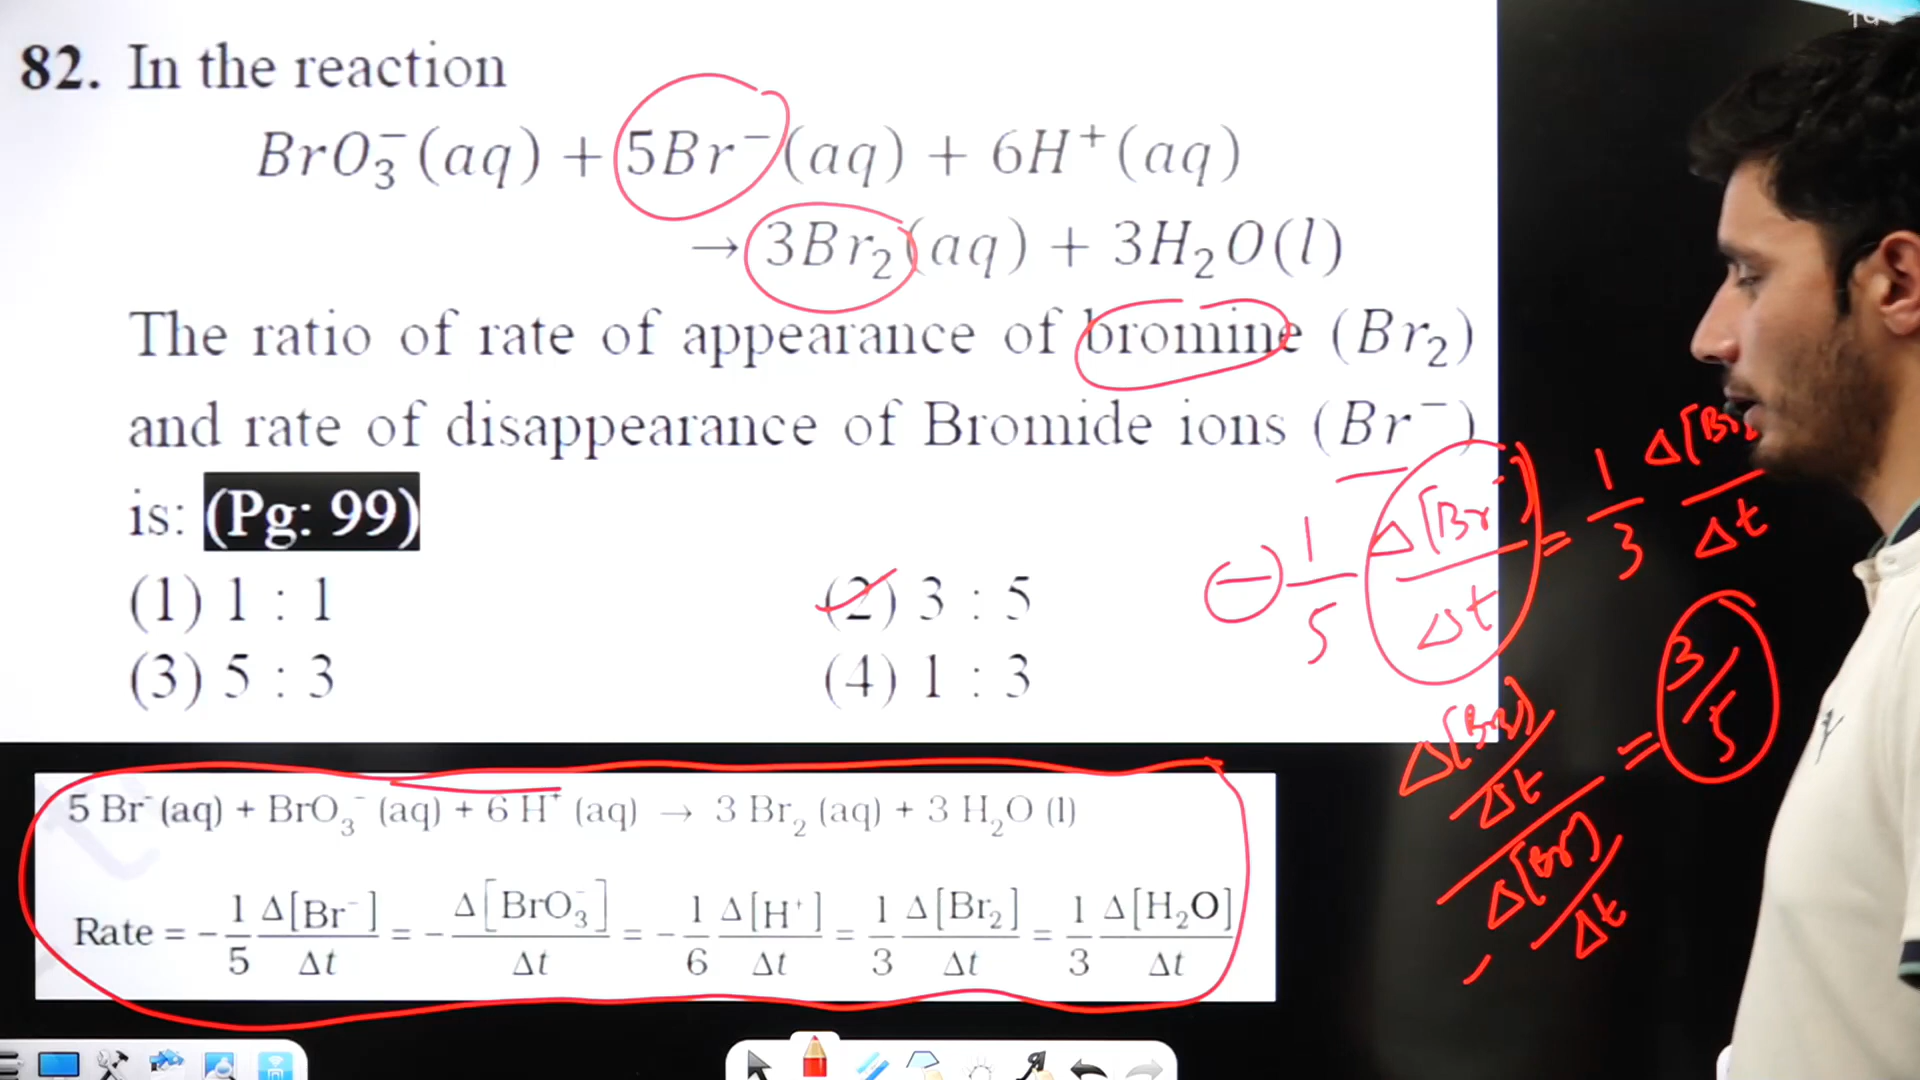 82. In the reaction
BrO₃⁻(aq) + 5Br⁻(aq) + 6H⁺(aq)
→ 3Br₂(aq) + 3H₂O(l)
The ratio of rate of appearance of bromine (Br₂)
and rate of disappearance of Bromide ions (Br⁻)
is: (Pg: 99)
(1) 1 : 1
(2) 3 : 5
(3) 5 : 3
(4) 1 : 3
− 1/5 Δ[Br⁻]/Δt = 1/3 Δ[Br₂]/Δt
Δ[Br₂]/Δt / −Δ[Br⁻]/Δt = 3/5
5 Br⁻(aq) + BrO₃⁻ (aq) + 6 H⁺ (aq) → 3 Br₂ (aq) + 3 H₂O (l)
Rate = − 1/5 Δ[Br⁻]/Δt = − Δ[BrO₃⁻]/Δt = − 1/6 Δ[H⁺]/Δt = 1/3 Δ[Br₂]/Δt = 1/3 Δ[H₂O]/Δt